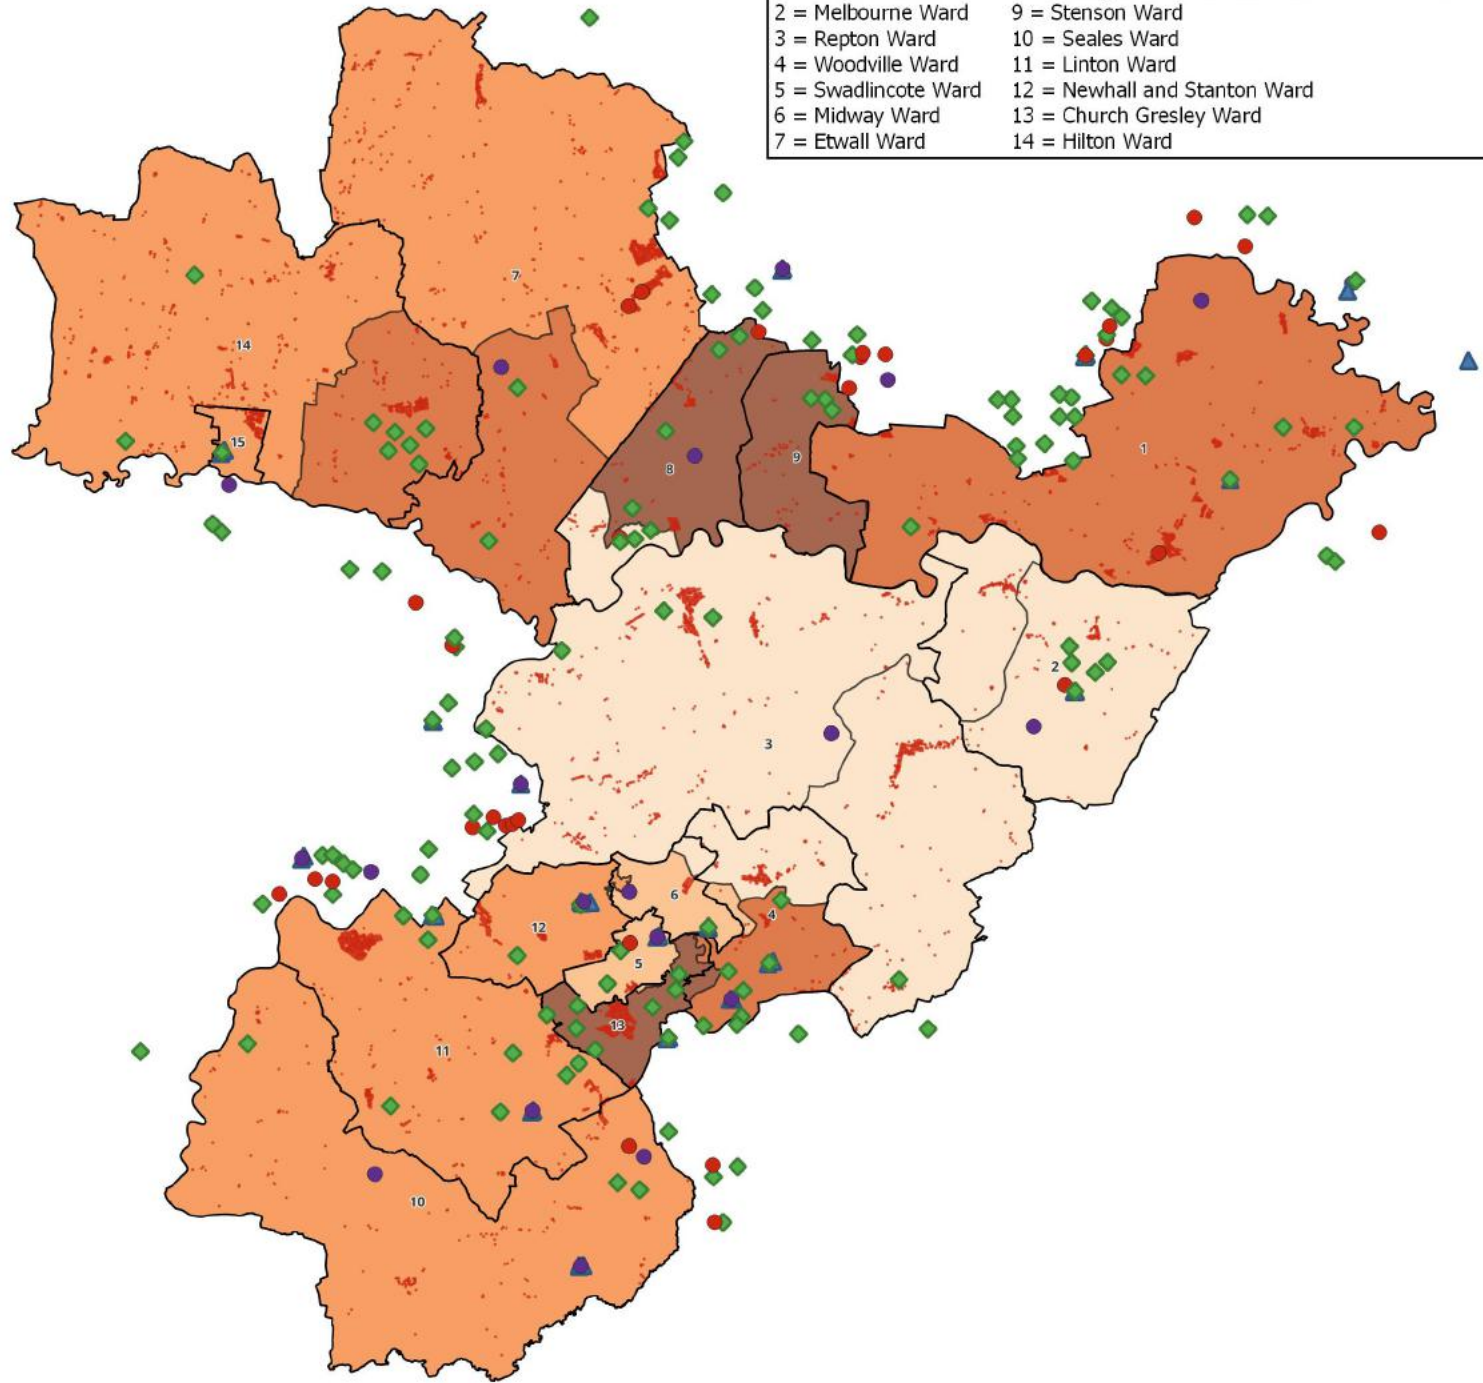 2 = Melbourne Ward 9 = Stenson Ward
3 = Repton Ward 10 = Seales Ward
4 = Woodville Ward 11 = Linton Ward
5 = Swadlincote Ward 12 = Newhall and Stanton Ward
6 = Midway Ward 13 = Church Gresley Ward
7 = Etwall Ward 14 = Hilton Ward
7
14
15
8
9
1
2
3
6
4
12
5
13
11
10